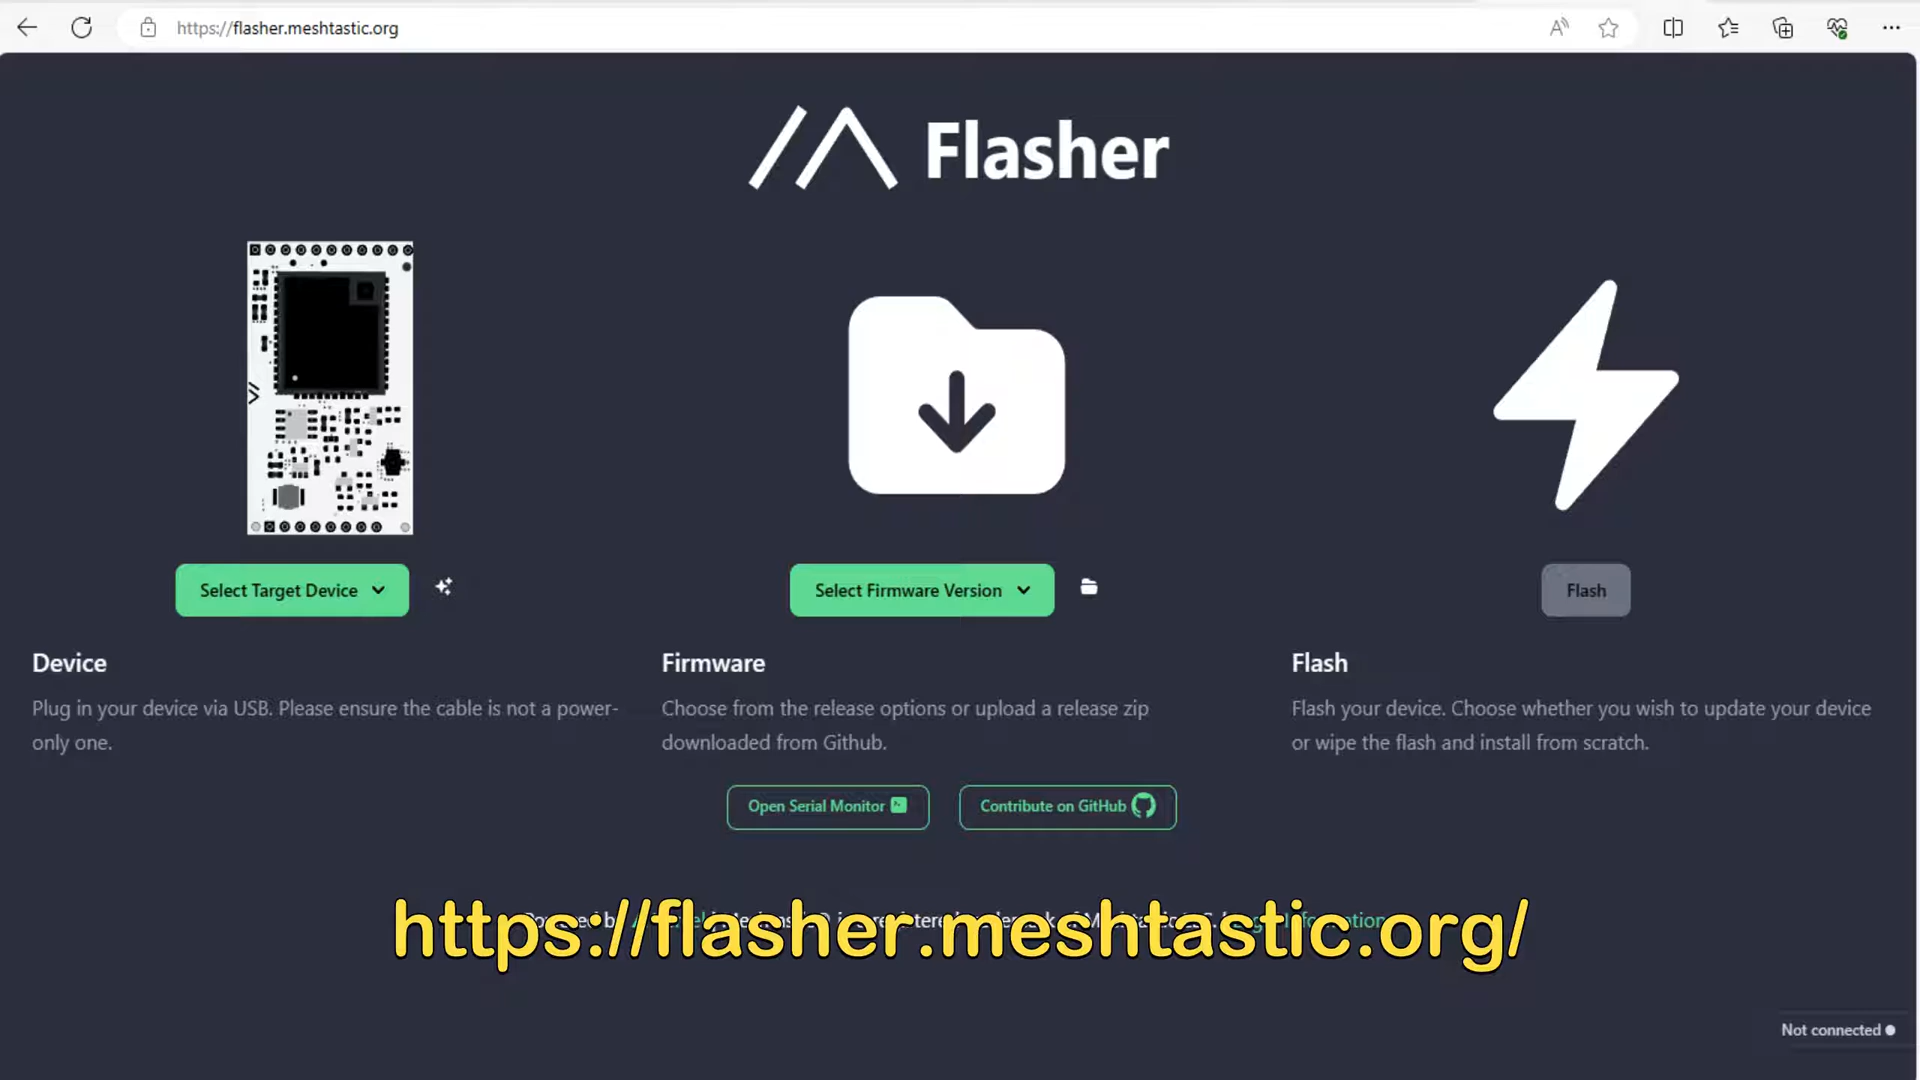 https://flasher.meshtastic.org
Flasher
Select Target Device
Select Firmware Version
Flash
Device
Plug in your device via USB. Please ensure the cable is not a power-
only one.
Firmware
Choose from the release options or upload a release zip
downloaded from Github.
Flash
Flash your device. Choose whether you wish to update your device
or wipe the flash and install from scratch.
Open Serial Monitor
Contribute on GitHub
https://flasher.meshtastic.org/
Not connected